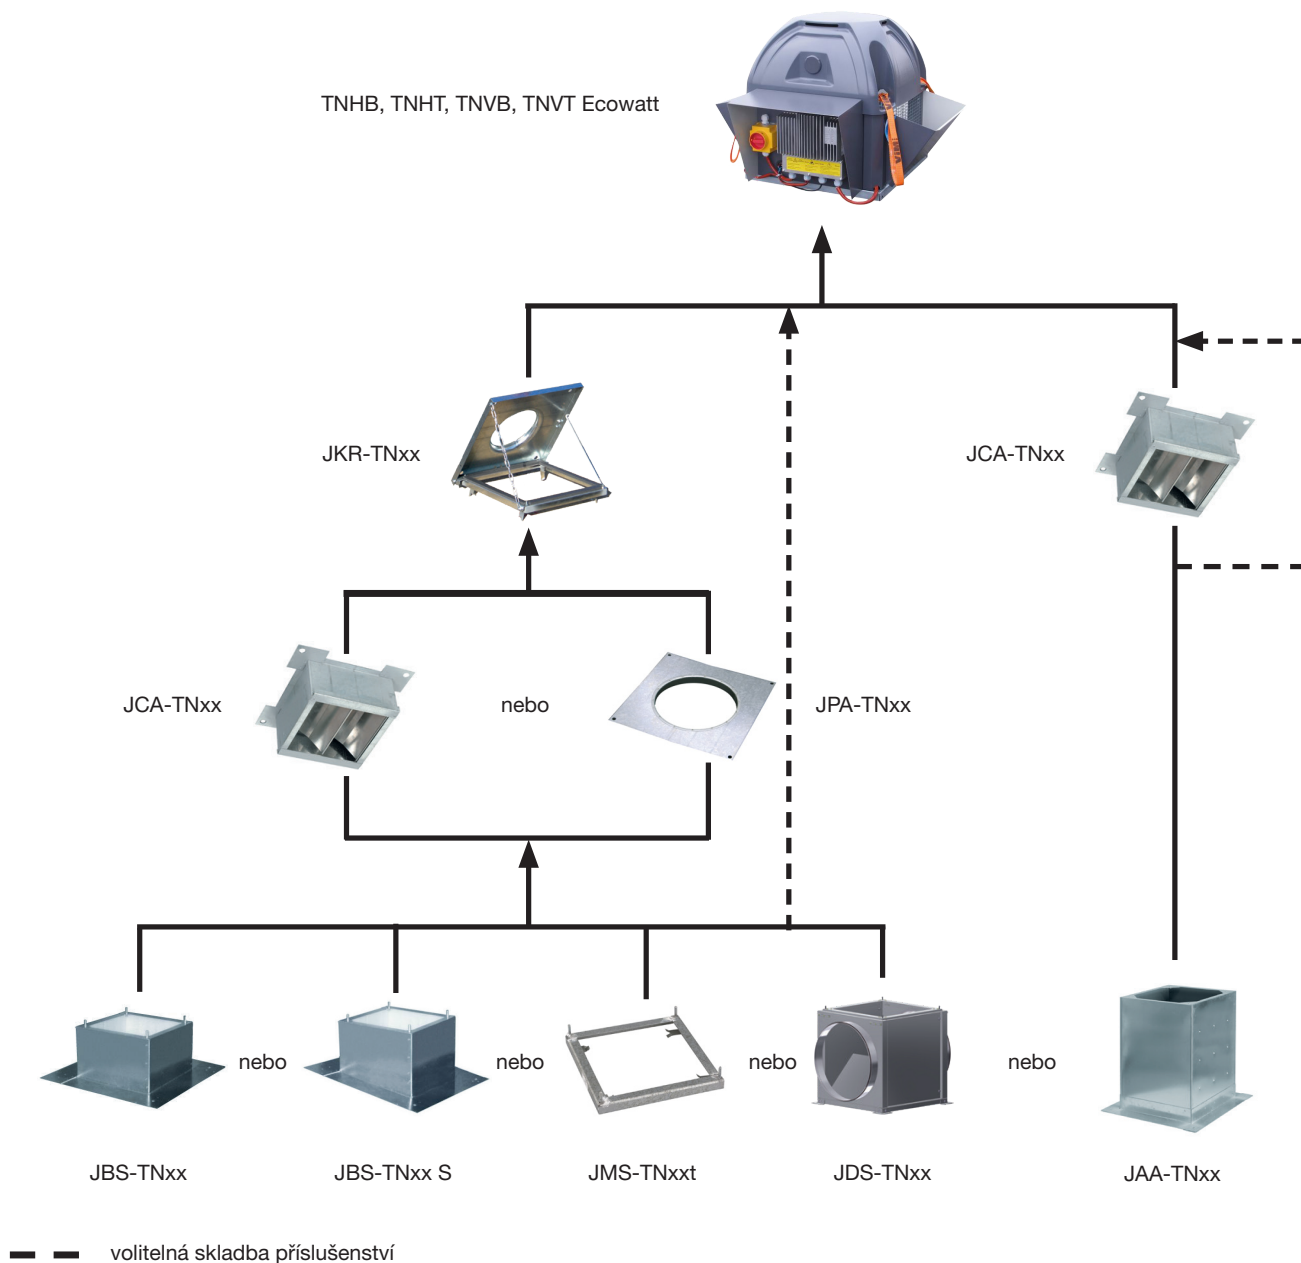 TNHB, TNHT, TNVB, TNVT Ecowatt
JKR-TNxx
JCA-TNxx
JCA-TNxx
nebo
JPA-TNxx
nebo
nebo
nebo
nebo
JBS-TNxx
JBS-TNxx S
JMS-TNxxt
JDS-TNxx
JAA-TNxx
volitelná skladba příslušenství